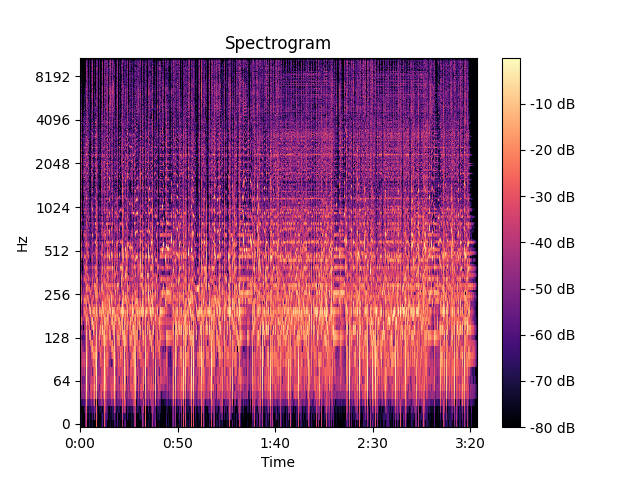 Spectrogram
8192
4096
2048
1024
512
256
128
64
0
Hz
0:00 0:50 1:40 2:30 3:20
Time
-10 dB
-20 dB
-30 dB
-40 dB
-50 dB
-60 dB
-70 dB
-80 dB